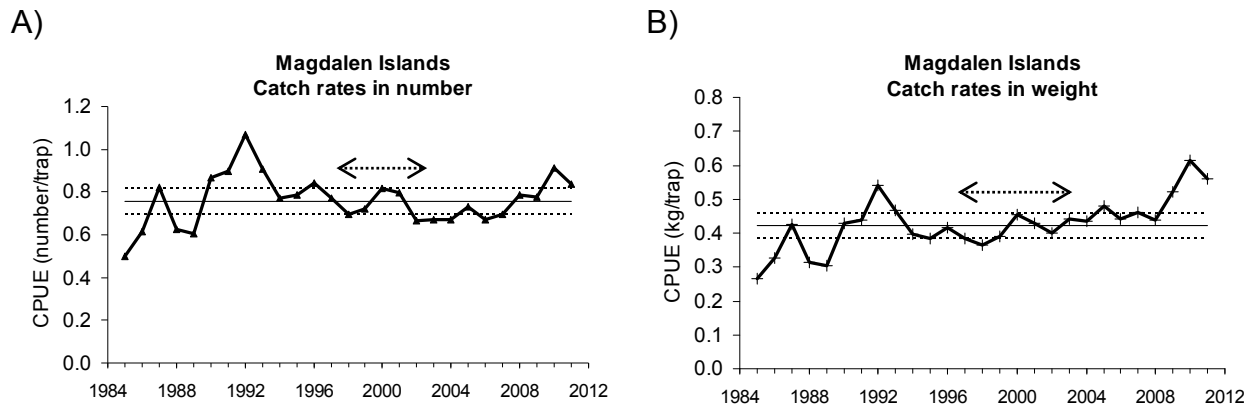 A)
Magdalen Islands
Catch rates in number
CPUE (number/trap)
1.2
1.0
0.8
0.6
0.4
0.2
0.0
1984 1988 1992 1996 2000 2004 2008 2012
B)
Magdalen Islands
Catch rates in weight
CPUE (kg/trap)
0.8
0.7
0.6
0.5
0.4
0.3
0.2
0.1
0.0
1984 1988 1992 1996 2000 2004 2008 2012